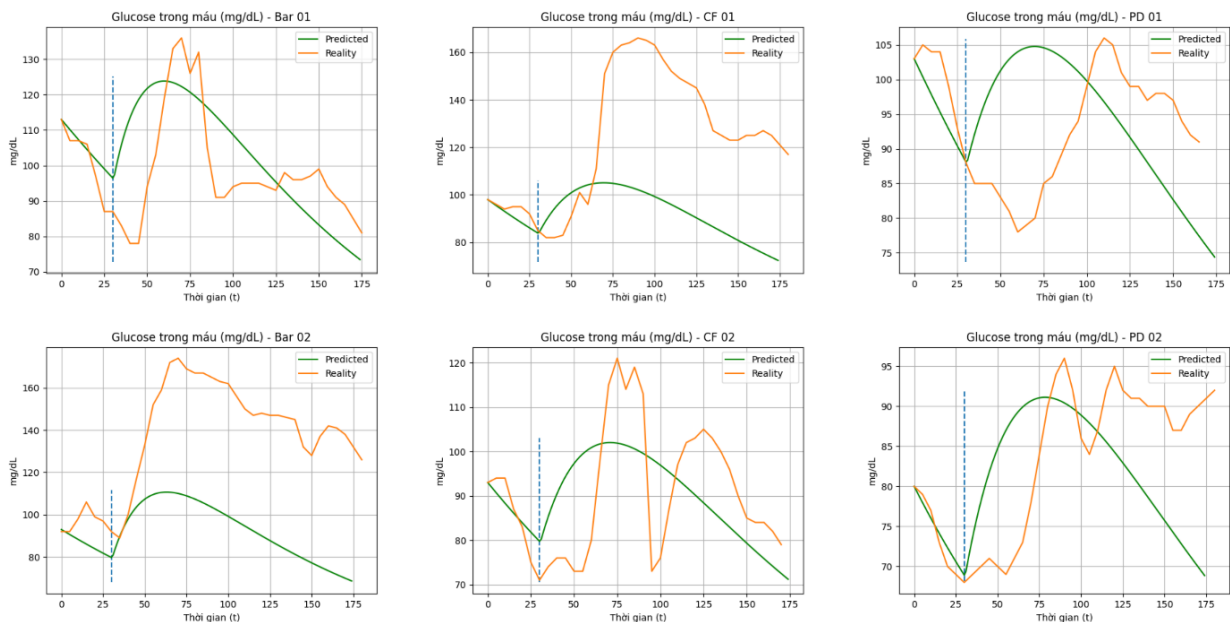 Glucose trong máu (mg/dL) - Bar 01
Predicted
Reality
mg/dL
130
120
110
100
90
80
70
0 25 50 75 100 125 150 175
Thời gian (t)
Glucose trong máu (mg/dL) - CF 01
Predicted
Reality
mg/dL
160
140
120
100
80
0 25 50 75 100 125 150 175
Thời gian (t)
Glucose trong máu (mg/dL) - PD 01
Predicted
Reality
mg/dL
105
100
95
90
85
80
75
0 25 50 75 100 125 150 175
Thời gian (t)
Glucose trong máu (mg/dL) - Bar 02
Predicted
Reality
mg/dL
160
140
120
100
80
0 25 50 75 100 125 150 175
Thời gian (t)
Glucose trong máu (mg/dL) - CF 02
Predicted
Reality
mg/dL
120
110
100
90
80
70
0 25 50 75 100 125 150 175
Thời gian (t)
Glucose trong máu (mg/dL) - PD 02
Predicted
Reality
mg/dL
95
90
85
80
75
70
0 25 50 75 100 125 150 175
Thời gian (t)